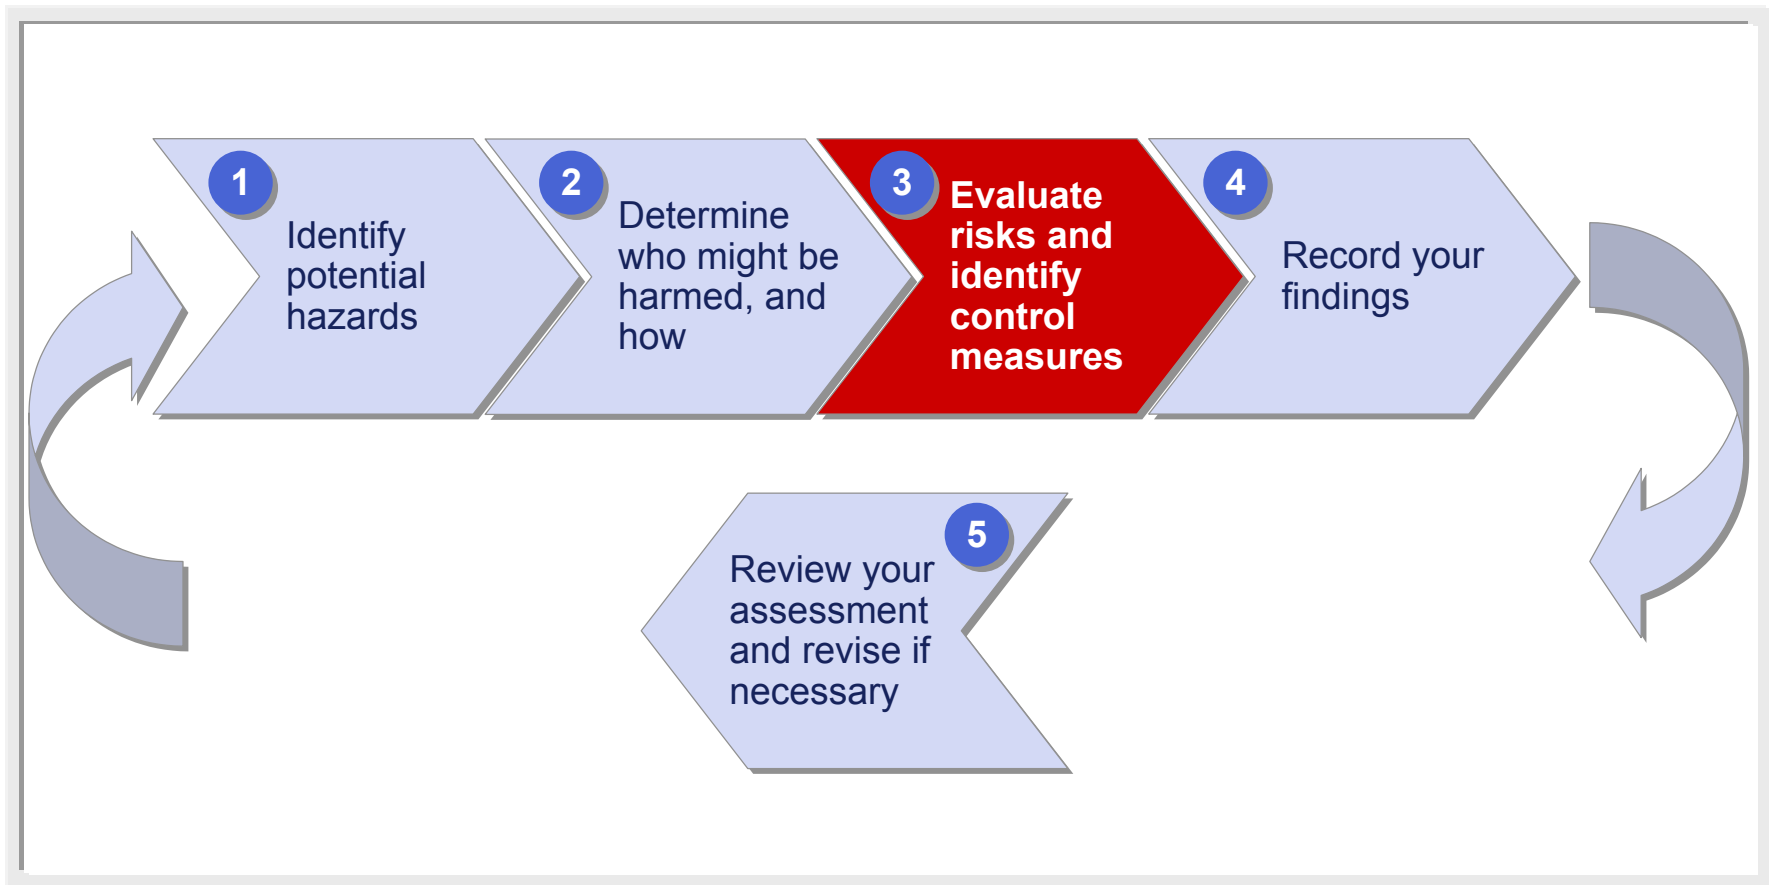 1
Identify
potential
hazards
2
Determine
who might be
harmed, and
how
3
Evaluate
risks and
identify
control
measures
4
Record your
findings
5
Review your
assessment
and revise if
necessary